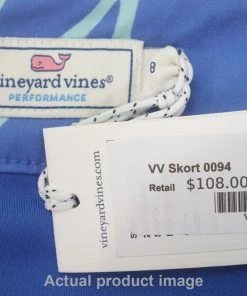 vineyard vines®
PERFORMANCE
8
VV Skort 0094
Retail $108.00
vineyardvines.com
Actual product image